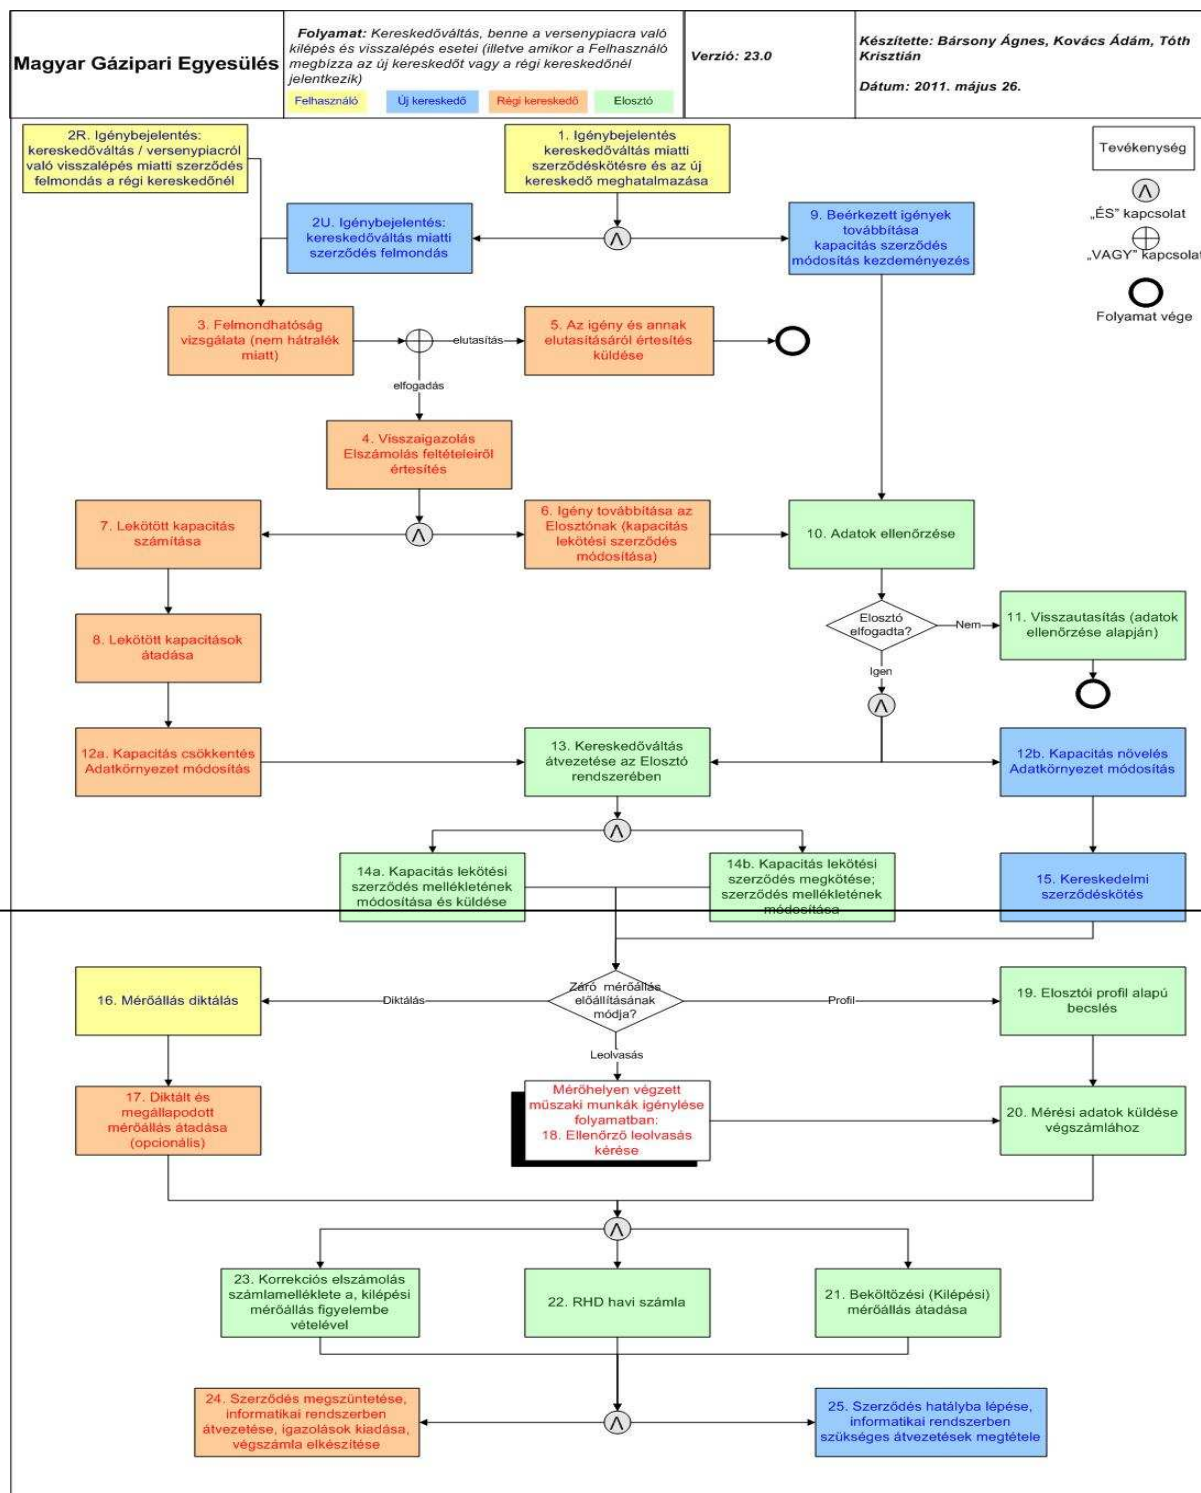 Magyar Gázipari Egyesülés
Folyamat: Kereskedőváltás, benne a versenypiacra való
kilépés és visszalépés esetei (illetve amikor a Felhasználó
megbízza az új kereskedőt vagy a régi kereskedőnél
jelentkezik)
Felhasználó
Új kereskedő
Régi kereskedő
Elosztó
Verzió: 23.0
Készítette: Bársony Ágnes, Kovács Ádám, Tóth
Krisztián
Dátum: 2011. május 26.
2R. Igénybejelentés:
kereskedőváltás / versenypiacról
való visszalépés miatti szerződés
felmondás a régi kereskedőnél
1. Igénybejelentés
kereskedőváltás miatti
szerződéskötésre és az új
kereskedő meghatalmazása
Tevékenység
Λ
„ÉS” kapcsolat
„VAGY” kapcsolat
Folyamat vége
2U. Igénybejelentés:
kereskedőváltás miatti
szerződés felmondás
Λ
9. Beérkezett igények
továbbítása
kapacitás szerződés
módosítás kezdeményezés
3. Felmondhatóság
vizsgálata (nem hátralék
miatt)
elutasítás
5. Az igény és annak
elutasításáról értesítés
küldése
elfogadás
4. Visszaigazolás
Elszámolás feltételeiről
értesítés
7. Lekötött kapacitás
számítása
Λ
6. Igény továbbítása az
Elosztónak (kapacitás
lekötési szerződés
módosítása)
10. Adatok ellenőrzése
8. Lekötött kapacitások
átadása
Elosztó
elfogadta?
Nem
11. Visszautasítás (adatok
ellenőrzése alapján)
Igen
Λ
12a. Kapacitás csökkentés
Adatkörnyezet módosítás
13. Kereskedőváltás
átvezetése az Elosztó
rendszerében
12b. Kapacitás növelés
Adatkörnyezet módosítás
Λ
14a. Kapacitás lekötési
szerződés mellékletének
módosítása és küldése
14b. Kapacitás lekötési
szerződés megkötése;
szerződés mellékletének
módosítása
15. Kereskedelmi
szerződéskötés
16. Mérőállás diktálás
Diktálás
Záró mérőállás
előállításának
módja?
Profil
19. Elosztói profil alapú
becslés
Leolvasás
17. Diktált és
megállapodott
mérőállás átadása
(opcionális)
Mérőhelyen végzett
műszaki munkák igénylése
folyamatban:
18. Ellenőrző leolvasás
kérése
20. Mérési adatok küldése
végszámlához
Λ
23. Korrekciós elszámolás
számlamelléklete a, kilépési
mérőállás figyelembe
vételével
22. RHD havi számla
21. Beköltözési (Kilépési)
mérőállás átadása
24. Szerződés megszüntetése,
informatikai rendszerben
átvezetése, igazolások kiadása,
végszámla elkészítése
Λ
25. Szerződés hatályba lépése,
informatikai rendszerben
szükséges átvezetések megtétele